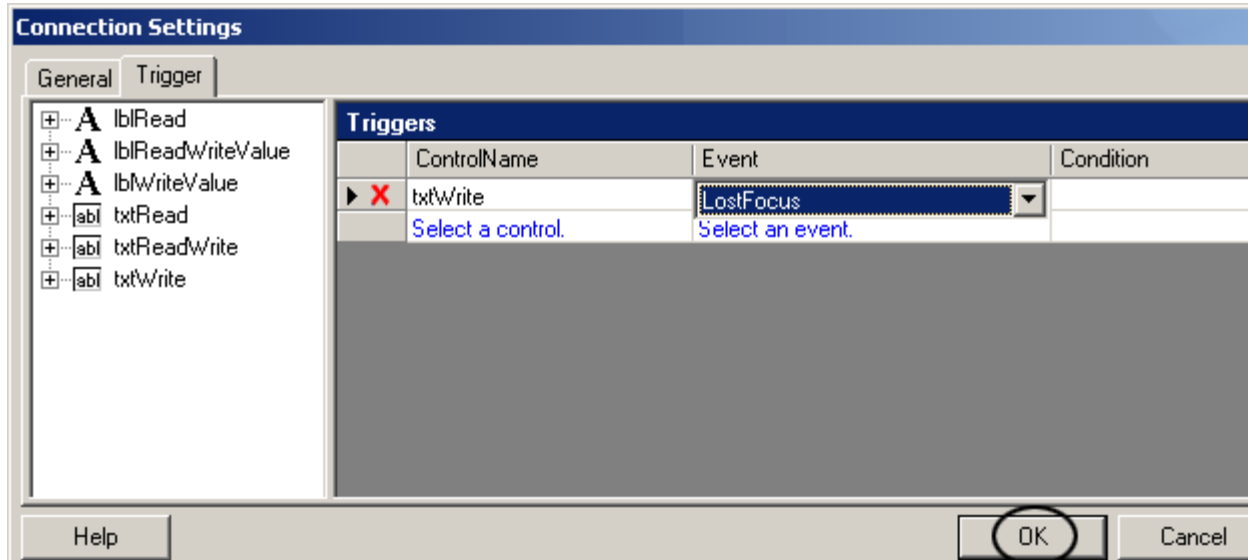 Connection Settings
General Trigger
lblRead
lblReadWriteValue
lblWriteValue
txtRead
txtReadWrite
txtWrite
Triggers
ControlName Event Condition
txtWrite LostFocus
Select a control. Select an event.
Help OK Cancel